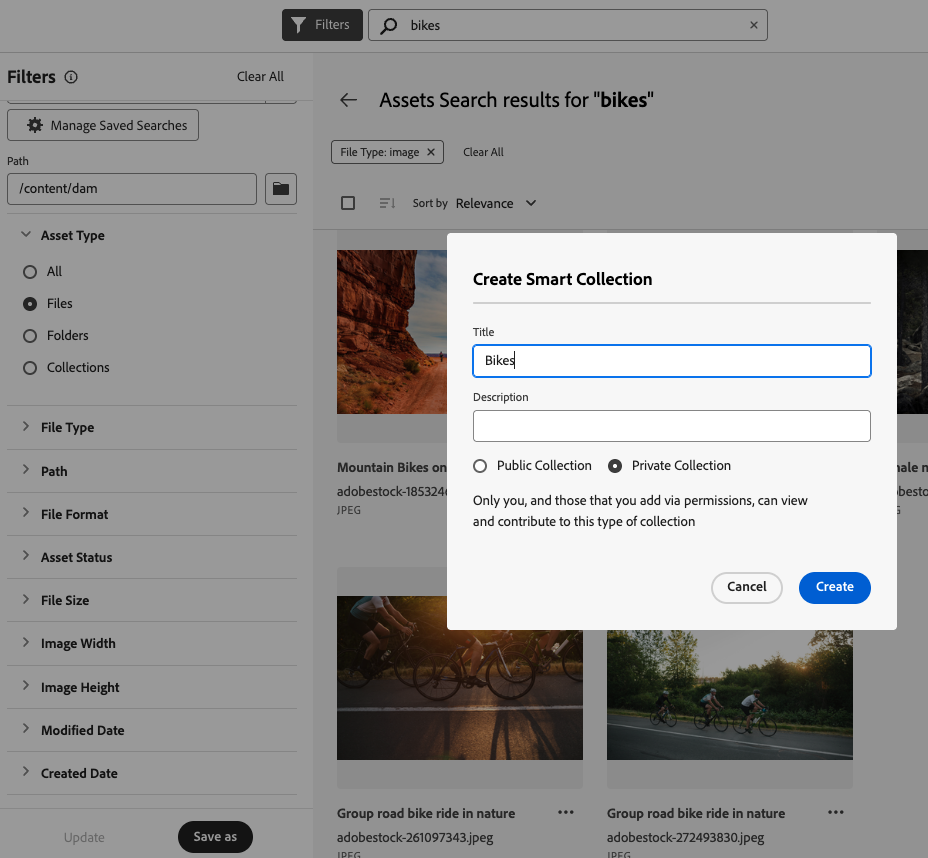 Filters
bikes
Filters
Clear All
Manage Saved Searches
Path
/content/dam
Asset Type
All
Files
Folders
Collections
File Type
Path
File Format
Asset Status
File Size
Image Width
Image Height
Modified Date
Created Date
Update
Save as
Assets Search results for "bikes"
File Type: image
Clear All
Sort by Relevance
Create Smart Collection
Title
Bikes
Description
Public Collection
Private Collection
Only you, and those that you add via permissions, can view
and contribute to this type of collection
Cancel
Create
Mountain Bikes on
adobestock-185324
JPEG
Group road bike ride in nature
adobestock-261097343.jpeg
JPEG
Group road bike ride in nature
adobestock-272493830.jpeg
JPEG